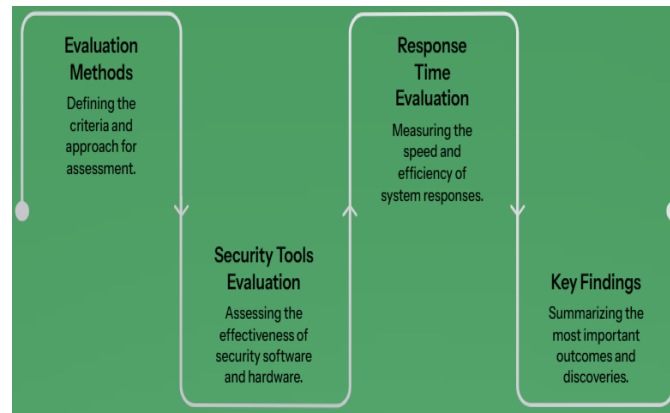 Evaluation
Methods
Defining the
criteria and
approach for
assessment.
Security Tools
Evaluation
Assessing the
effectiveness of
security software
and hardware.
Response
Time
Evaluation
Measuring the
speed and
efficiency of
system responses.
Key Findings
Summarizing the
most important
outcomes and
discoveries.